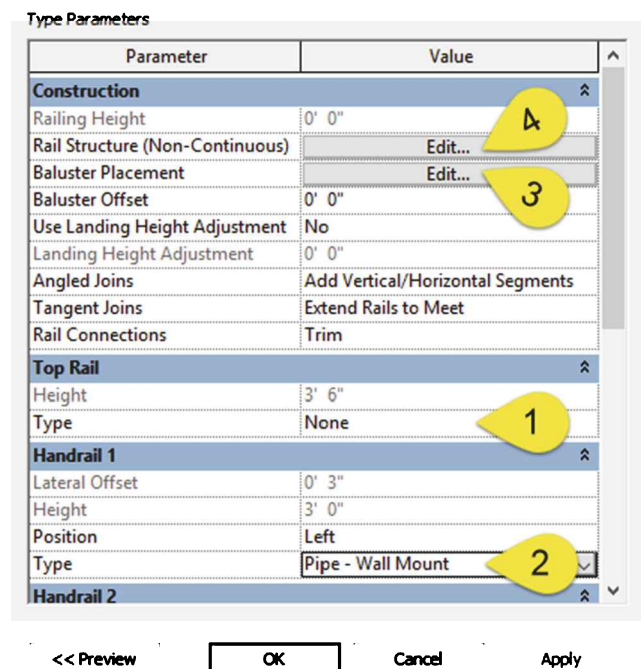 Type Parameters
Parameter Value
Construction
Railing Height 0' 0"
Rail Structure (Non-Continuous) Edit... 4
Baluster Placement Edit... 3
Baluster Offset 0' 0"
Use Landing Height Adjustment No
Landing Height Adjustment 0' 0"
Angled Joins Add Vertical/Horizontal Segments
Tangent Joins Extend Rails to Meet
Rail Connections Trim
Top Rail
Height 3' 6"
Type None 1
Handrail 1
Lateral Offset 0' 3"
Height 3' 0"
Position Left
Type Pipe - Wall Mount 2
Handrail 2
<< Preview OK Cancel Apply